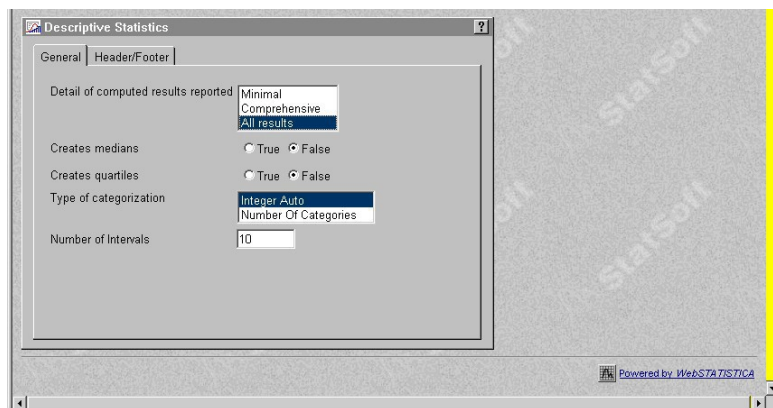 Descriptive Statistics ?
General Header/Footer
Detail of computed results reported Minimal
Comprehensive
All results
Creates medians True False
Creates quartiles True False
Type of categorization Integer Auto
Number Of Categories
Number of Intervals 10
StatSoft
StatSoft
StatSoft
StatSoft
Powered by WebSTATISTICA